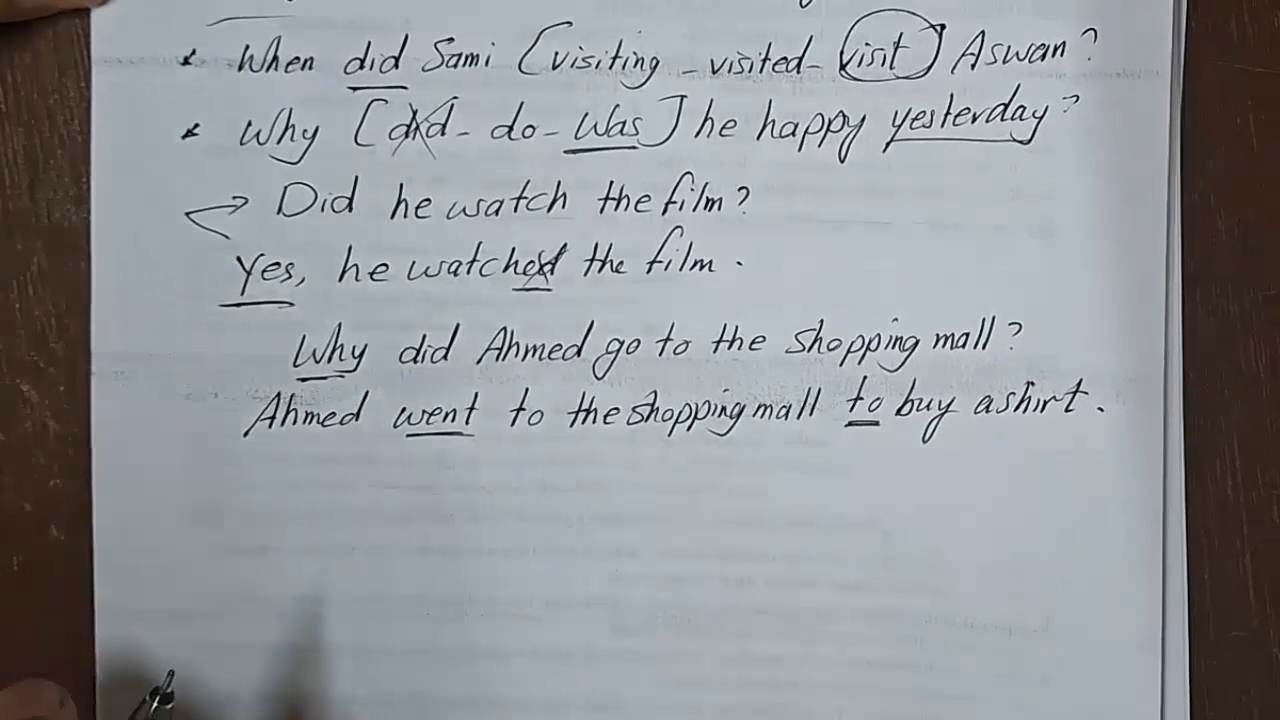 * When did Sami [visiting - visited - visit] Aswan?
* Why [did - do - was] he happy yesterday?
→ Did he watch the film?
Yes, he watched the film.
Why did Ahmed go to the shopping mall?
Ahmed went to the shopping mall to buy a shirt.